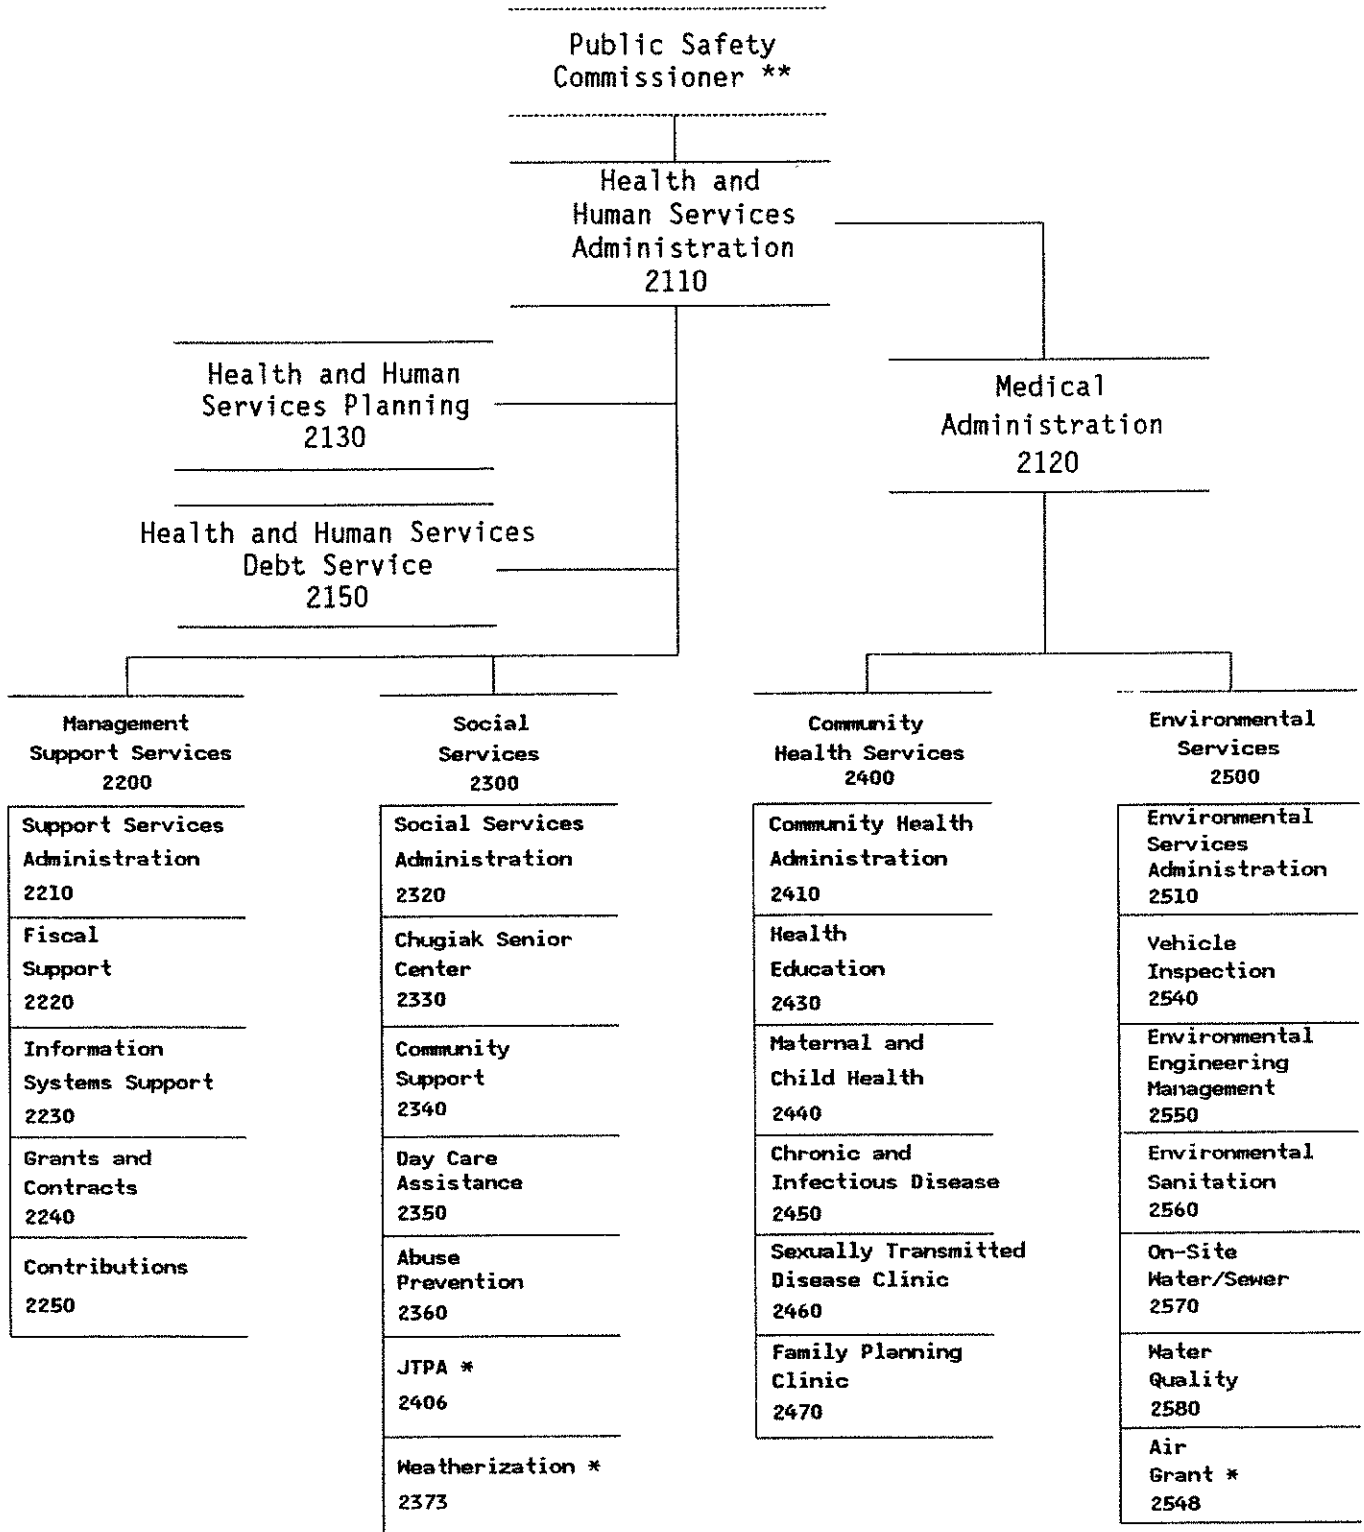 Public Safety
Commissioner **
Health and
Human Services
Administration
2110
Health and Human
Services Planning
2130
Medical
Administration
2120
Health and Human Services
Debt Service
2150
Management
Support Services
2200
Support Services
Administration
2210
Fiscal
Support
2220
Information
Systems Support
2230
Grants and
Contracts
2240
Contributions
2250
Social
Services
2300
Social Services
Administration
2320
Chugiak Senior
Center
2330
Community
Support
2340
Day Care
Assistance
2350
Abuse
Prevention
2360
JTPA *
2406
Weatherization *
2373
Community
Health Services
2400
Community Health
Administration
2410
Health
Education
2430
Maternal and
Child Health
2440
Chronic and
Infectious Disease
2450
Sexually Transmitted
Disease Clinic
2460
Family Planning
Clinic
2470
Environmental
Services
2500
Environmental
Services
Administration
2510
Vehicle
Inspection
2540
Environmental
Engineering
Management
2550
Environmental
Sanitation
2560
On-Site
Water/Sewer
2570
Water
Quality
2580
Air
Grant *
2548